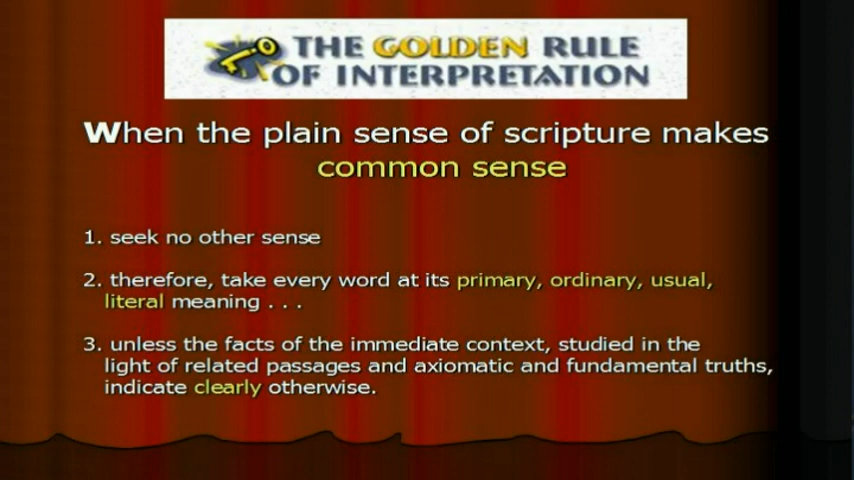 THE GOLDEN RULE
OF INTERPRETATION
When the plain sense of scripture makes
common sense
1. seek no other sense
2. therefore, take every word at its primary, ordinary, usual,
literal meaning . . .
3. unless the facts of the immediate context, studied in the
light of related passages and axiomatic and fundamental truths,
indicate clearly otherwise.